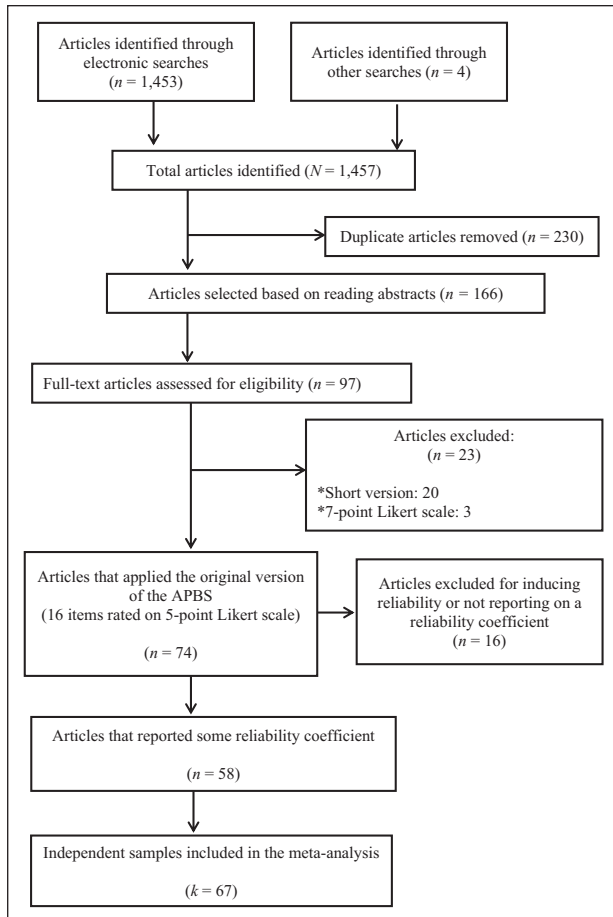 Articles identified through
electronic searches
(n = 1,453)
Articles identified through
other searches (n = 4)
Total articles identified (N = 1,457)
Duplicate articles removed (n = 230)
Articles selected based on reading abstracts (n = 166)
Full-text articles assessed for eligibility (n = 97)
Articles excluded:
(n = 23)
*Short version: 20
*7-point Likert scale: 3
Articles that applied the original version
of the APBS
(16 items rated on 5-point Likert scale)
(n = 74)
Articles excluded for inducing
reliability or not reporting on a
reliability coefficient
(n = 16)
Articles that reported some reliability coefficient
(n = 58)
Independent samples included in the meta-analysis
(k = 67)